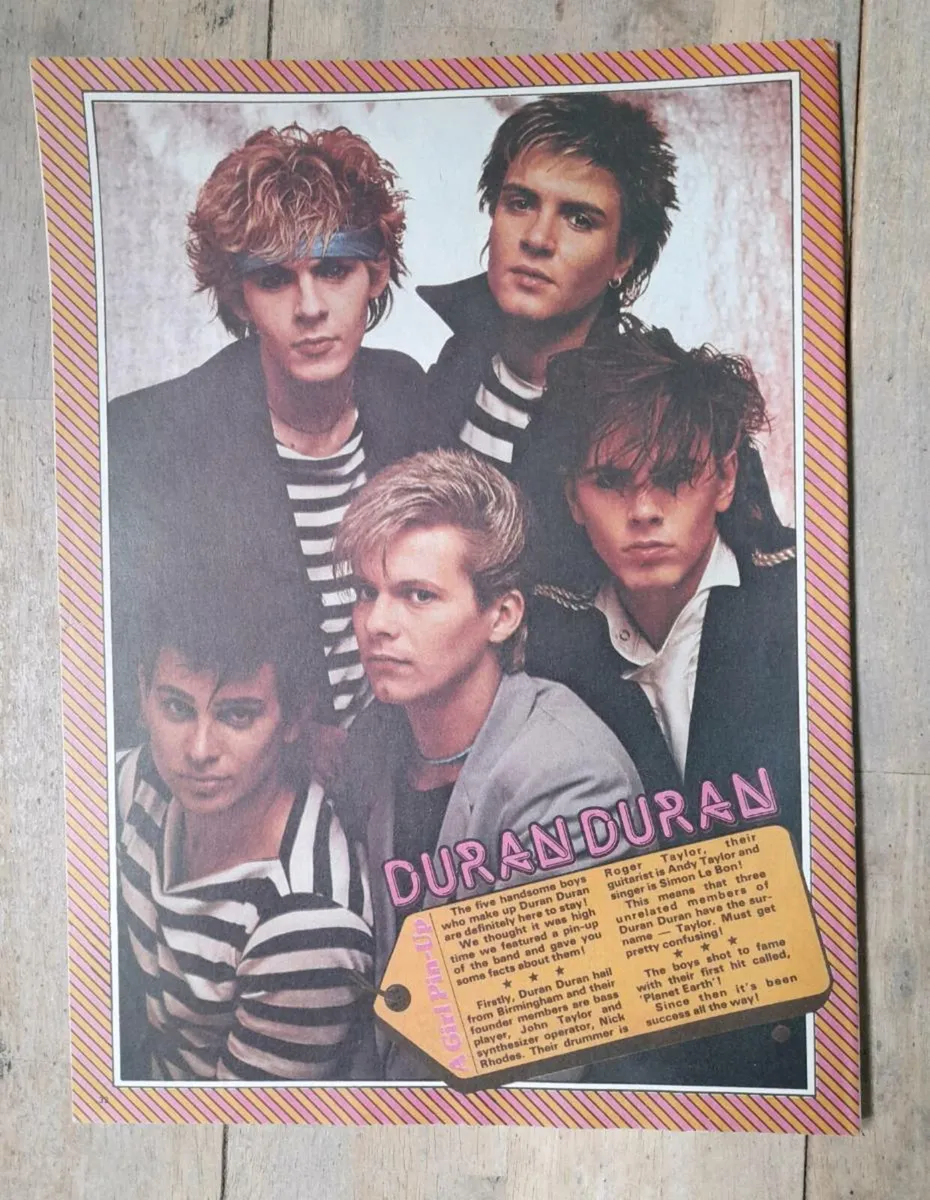 DURAN DURAN
A Girl Pin-Up
The five handsome boys
who make up Duran Duran
are definitely here to stay!
We thought it was high
time we featured a pin-up
of the band and gave you
some facts about them!
★ ★ ★
Firstly, Duran Duran hail
from Birmingham and their
founder members are bass
player, John Taylor and
synthesizer operator, Nick
Rhodes. Their drummer is
Roger Taylor, their
guitarist is Andy Taylor and
singer is Simon Le Bon!
This means that three
unrelated members of
Duran Duran have the sur-
name — Taylor. Must get
pretty confusing!
★ ★ ★
The boys shot to fame
with their first hit called,
'Planet Earth'!
Since then it's been
success all the way!